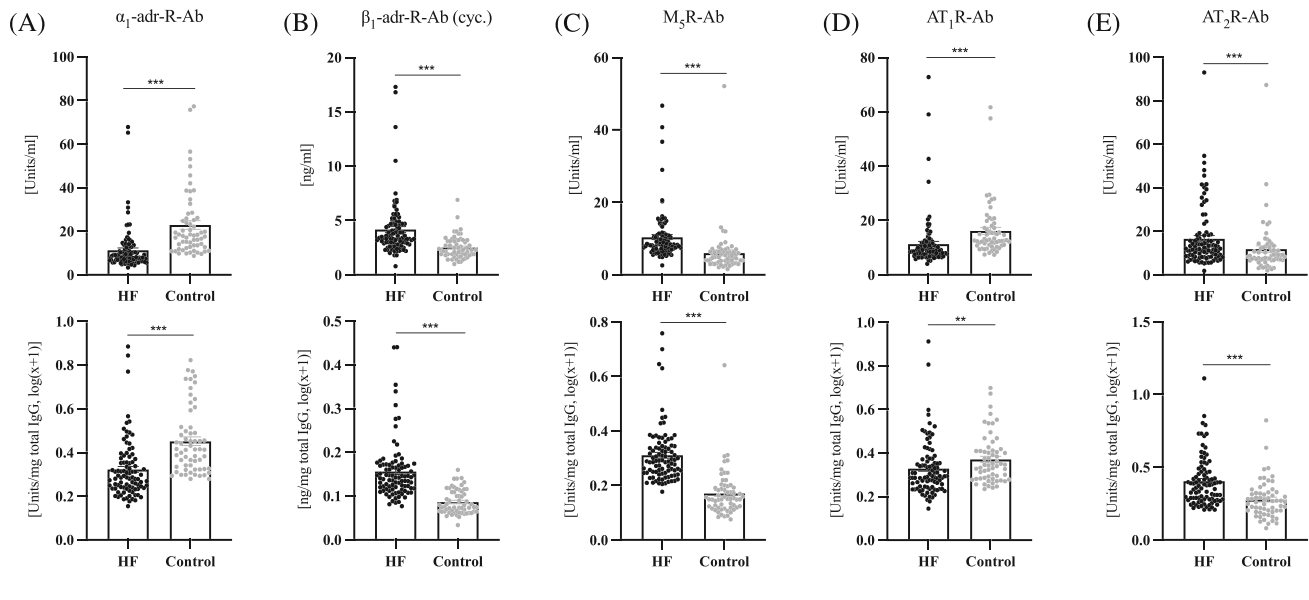 (A) α1-adr-R-Ab
(B) β1-adr-R-Ab (cyc.)
(C) M5R-Ab
(D) AT1R-Ab
(E) AT2R-Ab
[Units/ml]
100
80
60
40
20
0
***
HF Control
[ng/ml]
20
15
10
5
0
***
HF Control
[Units/ml]
60
40
20
0
***
HF Control
[Units/ml]
80
60
40
20
0
***
HF Control
[Units/ml]
100
80
60
40
20
0
***
HF Control
[Units/mg total IgG, log(x+1)]
1.0
0.8
0.6
0.4
0.2
0.0
***
HF Control
[ng/mg total IgG, log(x+1)]
0.5
0.4
0.3
0.2
0.1
0.0
***
HF Control
[Units/mg total IgG, log(x+1)]
0.8
0.6
0.4
0.2
0.0
***
HF Control
[Units/mg total IgG, log(x+1)]
1.0
0.8
0.6
0.4
0.2
0.0
**
HF Control
[Units/mg total IgG, log(x+1)]
1.5
1.0
0.5
0.0
***
HF Control